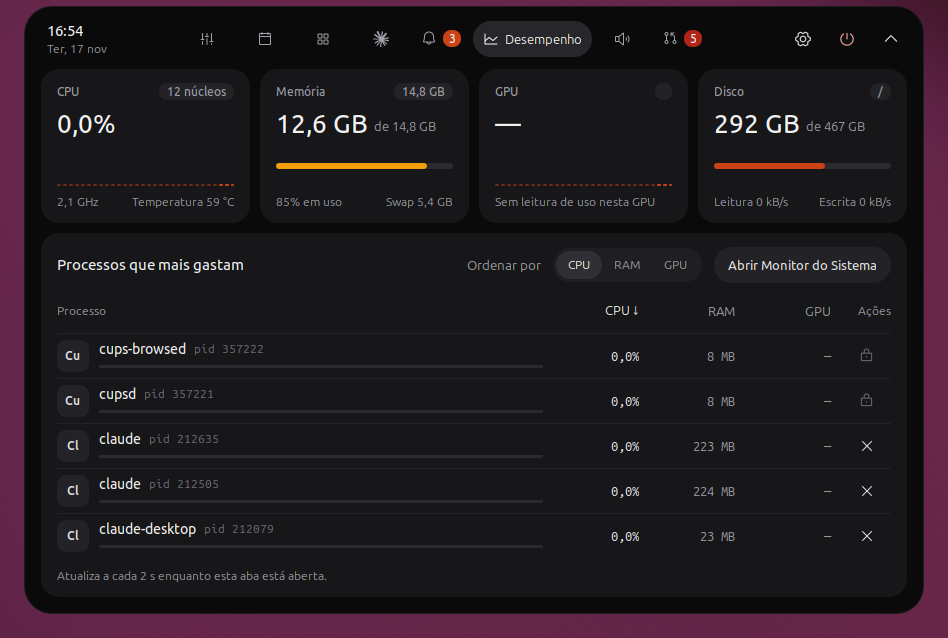 16:54
Ter, 17 nov
3
Desempenho
5
CPU 12 núcleos
0,0%
2,1 GHz Temperatura 59 °C
Memória 14,8 GB
12,6 GB de 14,8 GB
85% em uso Swap 5,4 GB
GPU
—
Sem leitura de uso nesta GPU
Disco /
292 GB de 467 GB
Leitura 0 kB/s Escrita 0 kB/s
Processos que mais gastam Ordenar por CPU RAM GPU Abrir Monitor do Sistema
Processo CPU↓ RAM GPU Ações
Cu cups-browsed pid 357222 0,0% 8 MB –
Cu cupsd pid 357221 0,0% 8 MB –
Cl claude pid 212635 0,0% 223 MB –
Cl claude pid 212505 0,0% 224 MB –
Cl claude-desktop pid 212079 0,0% 23 MB –
Atualiza a cada 2 s enquanto esta aba está aberta.